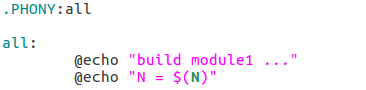 .PHONY:all
all:
@echo "build module1 ..."
@echo "N = $(N)"